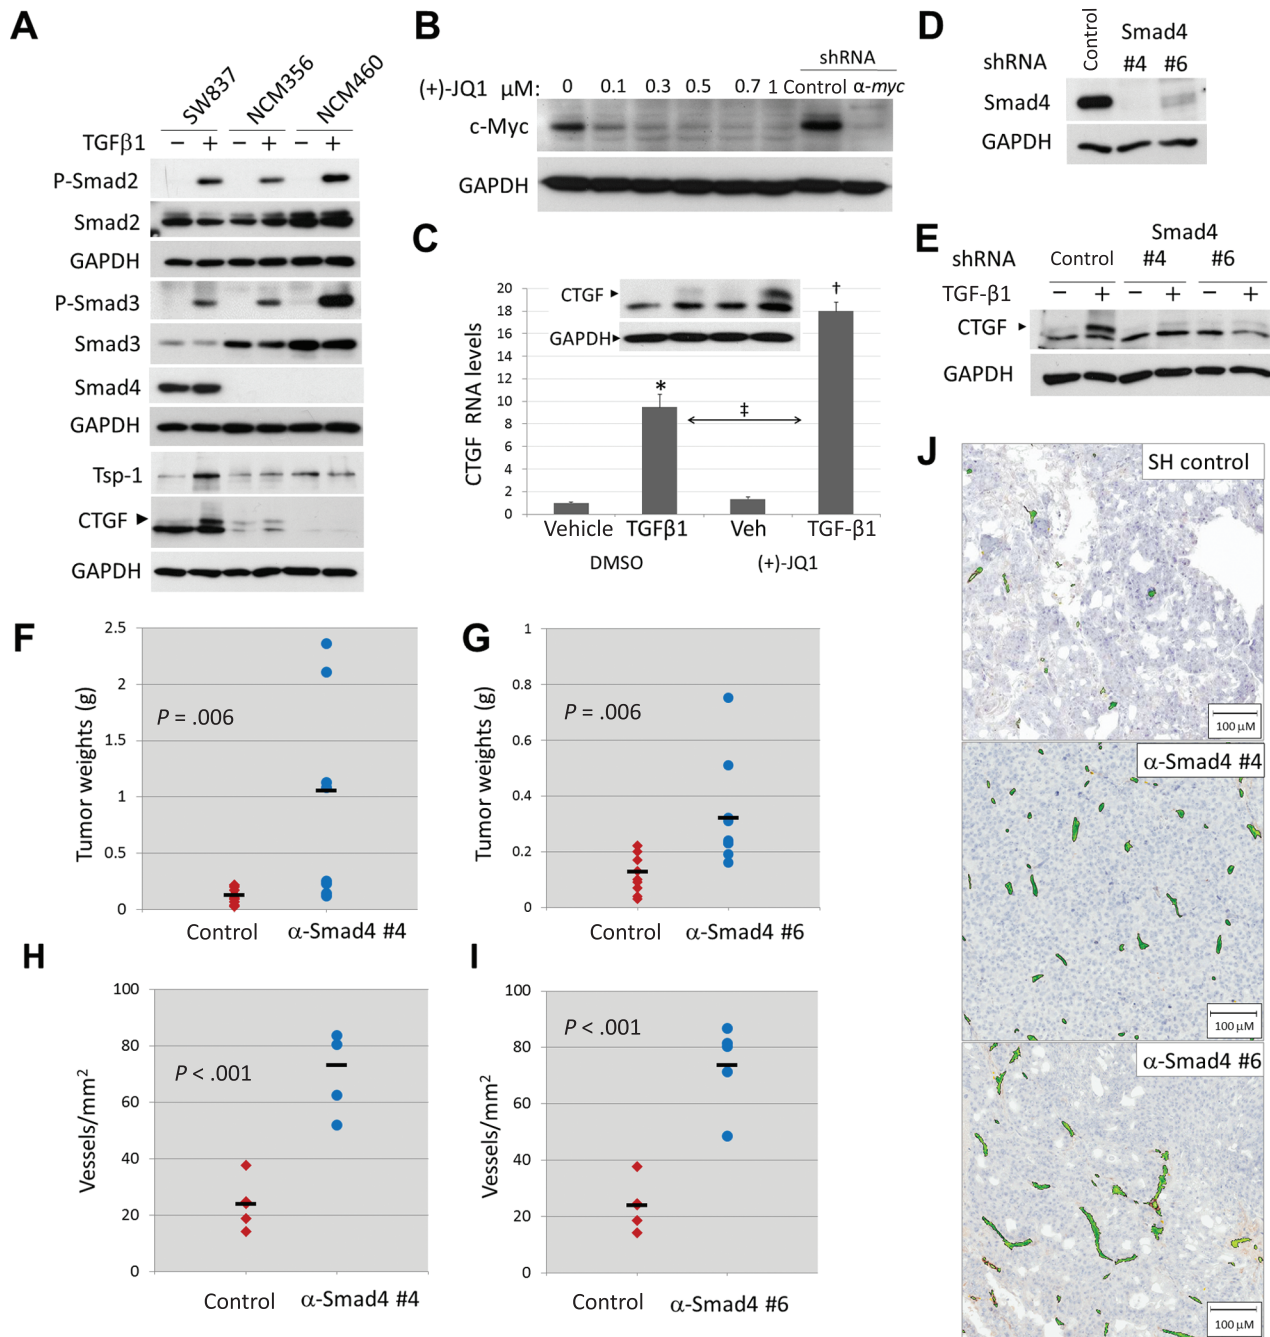 A
SW837
NCM356
NCM460
TGFβ1 − + − + − +
P-Smad2
Smad2
GAPDH
P-Smad3
Smad3
Smad4
GAPDH
Tsp-1
CTGF
GAPDH
B
shRNA
(+)-JQ1 μM: 0 0.1 0.3 0.5 0.7 1 Control α-myc
c-Myc
GAPDH
C
CTGF
GAPDH
CTGF RNA levels
20
18
16
14
12
10
8
6
4
2
0
*
‡
†
Vehicle TGFβ1 Veh TGF-β1
DMSO (+)-JQ1
D
Control
Smad4
shRNA #4 #6
Smad4
GAPDH
E
Smad4
shRNA Control #4 #6
TGF-β1 − + − + − +
CTGF
GAPDH
F
Tumor weights (g)
2.5
2
1.5
1
0.5
0
P = .006
Control α-Smad4 #4
G
Tumor weights (g)
1
0.8
0.6
0.4
0.2
0
P = .006
Control α-Smad4 #6
H
Vessels/mm²
100
80
60
40
20
0
P < .001
Control α-Smad4 #4
I
Vessels/mm²
100
80
60
40
20
0
P < .001
Control α-Smad4 #6
J
SH control
100 μM
α-Smad4 #4
100 μM
α-Smad4 #6
100 μM